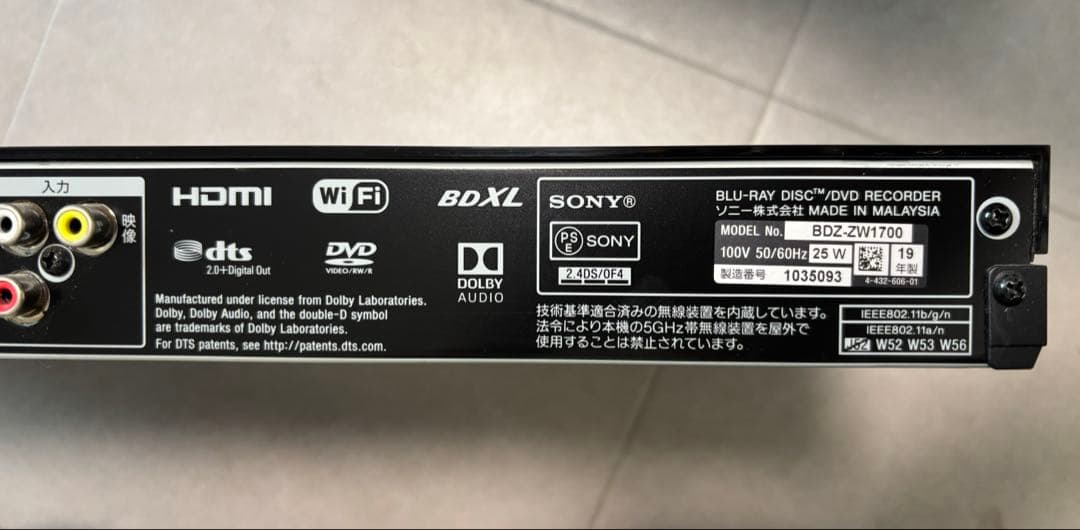 入力
映像
HDMI
Wi Fi
BDXL
dts
2.0+Digital Out
DVD
VIDEO/RW/R
DOLBY
AUDIO
Manufactured under license from Dolby Laboratories.
Dolby, Dolby Audio, and the double-D symbol
are trademarks of Dolby Laboratories.
For DTS patents, see http://patents.dts.com.
SONY®
PS
E
SONY
2.4DS/OF4
BLU-RAY DISC™/DVD RECORDER
ソニー株式会社 MADE IN MALAYSIA
MODEL No. BDZ-ZW1700
100V 50/60Hz 25 W 19年製
製造番号 1035093 4-432-606-01
技術基準適合済みの無線装置を内蔵しています。
法令により本機の5GHz帯無線装置を屋外で
使用することは禁止されています。
IEEE802.11b/g/n
IEEE802.11a/n
J52 W52 W53 W56